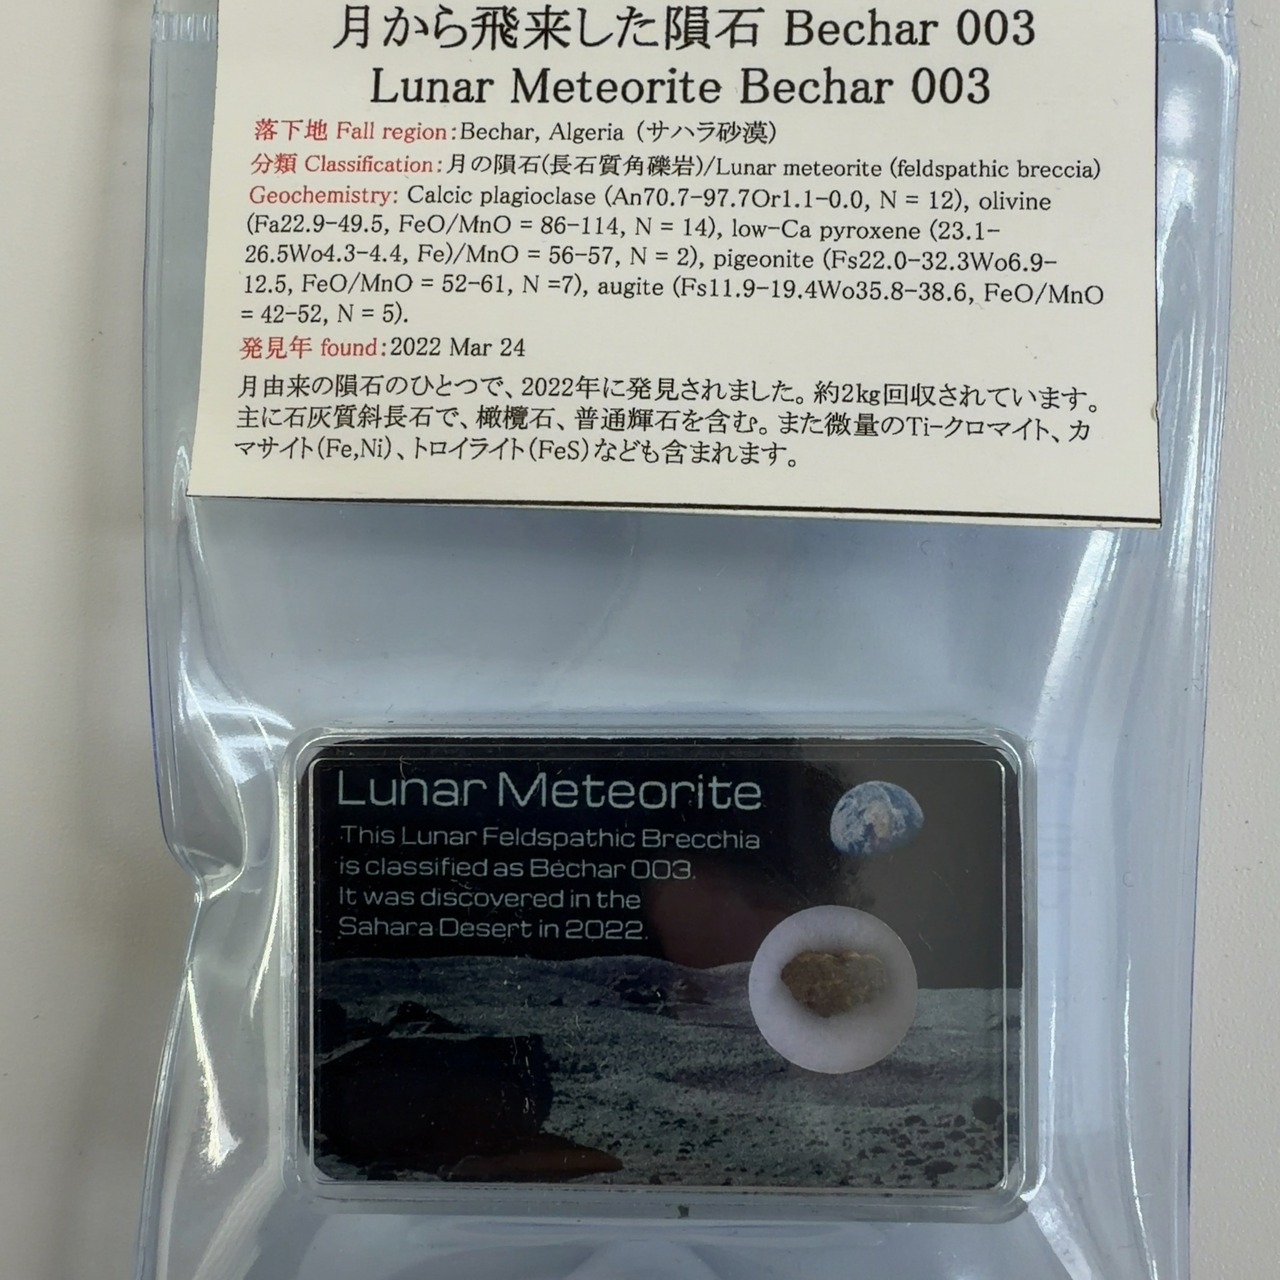 月から飛来した隕石 Bechar 003
Lunar Meteorite Bechar 003
落下地 Fall region:Bechar, Algeria (サハラ砂漠)
分類 Classification:月の隕石(長石質角礫岩)/Lunar meteorite (feldspathic breccia)
Geochemistry: Calcic plagioclase (An70.7-97.7Or1.1-0.0, N = 12), olivine
(Fa22.9-49.5, FeO/MnO = 86-114, N = 14), low-Ca pyroxene (23.1-
26.5Wo4.3-4.4, Fe)/MnO = 56-57, N = 2), pigeonite (Fs22.0-32.3Wo6.9-
12.5, FeO/MnO = 52-61, N =7), augite (Fs11.9-19.4Wo35.8-38.6, FeO/MnO
= 42-52, N = 5).
発見年 found:2022 Mar 24
月由来の隕石のひとつで、2022年に発見されました。約2kg回収されています。
主に石灰質斜長石で、橄欖石、普通輝石を含む。また微量のTi-クロマイト、カ
マサイト(Fe,Ni)、トロイライト(FeS)なども含まれます。
Lunar Meteorite
This Lunar Feldspathic Brecchia
is classified as Béchar 003.
It was discovered in the
Sahara Desert in 2022.